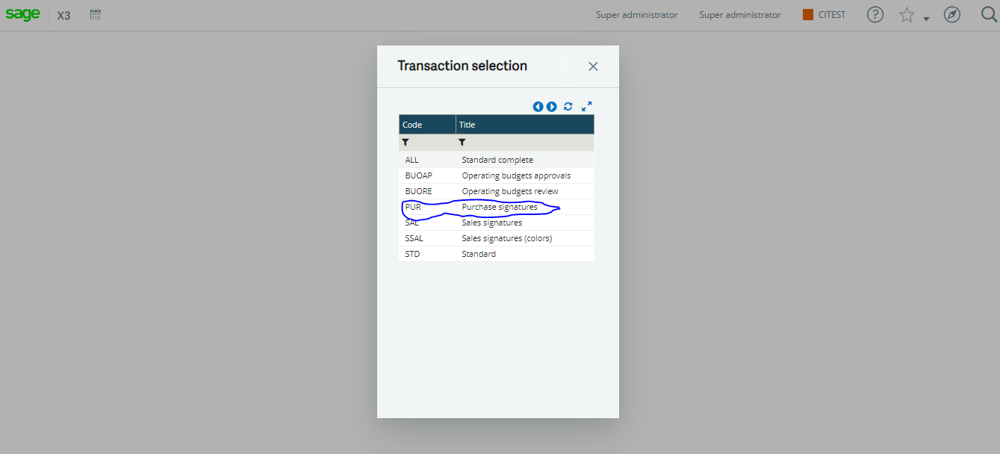 sage X3 Super administrator Super administrator CITEST ?
Transaction selection
Code Title
ALL Standard complete
BUOAP Operating budgets approvals
BUORE Operating budgets review
PUR Purchase signatures
SAL Sales signatures
SSAL Sales signatures (colors)
STD Standard